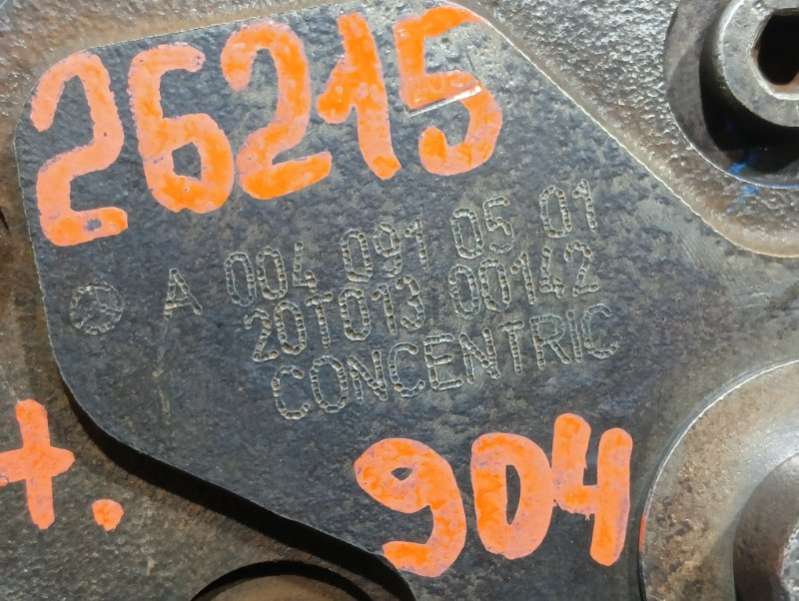 26215
A 004 091 05 01
20T013 00142
CONCENTRIC
+.
904